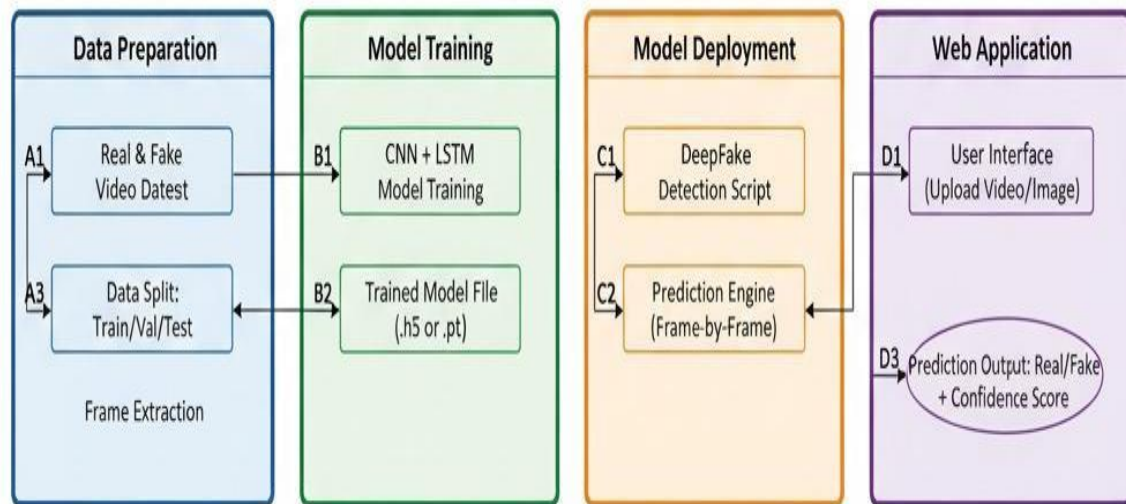 Data Preparation
A1
Real & Fake
Video Datest
A3
Data Split:
Train/Val/Test
Frame Extraction
Model Training
B1
CNN + LSTM
Model Training
B2
Trained Model File
(.h5 or .pt)
Model Deployment
C1
DeepFake
Detection Script
C2
Prediction Engine
(Frame-by-Frame)
Web Application
D1
User Interface
(Upload Video/Image)
D3
Prediction Output: Real/Fake
+ Confidence Score